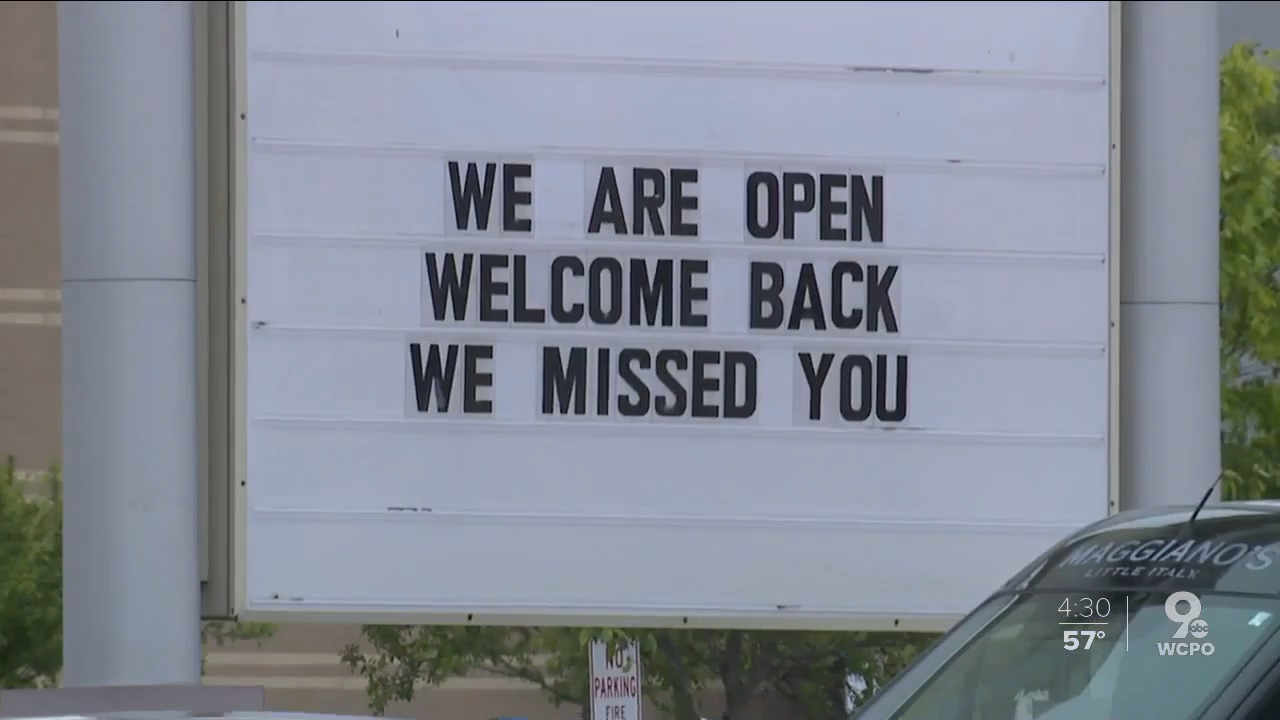 WE ARE OPEN
WELCOME BACK
WE MISSED YOU
MAGGIANO'S
LITTLE ITALY
4:30
57°
9
abc
WCPO
NO
PARKING
FIRE